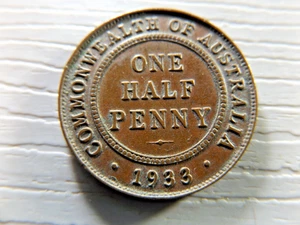 COMMONWEALTH OF AUSTRALIA
ONE
HALF
PENNY
· 1933 ·